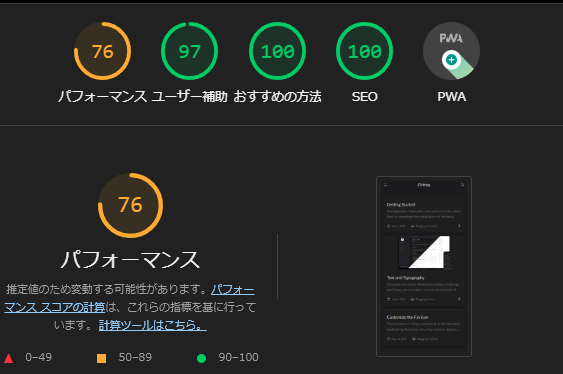 76
97
100
100
PWA
パフォーマンス
ユーザー補助
おすすめの方法
SEO
PWA
76
パフォーマンス
推定値のため変動する可能性があります。パフォー
マンス スコアの計算は、これらの指標を基に行って
います。計算ツールはこちら。
0–49
50–89
90–100
Chirpy
Getting Started
Text and Typography
Customize the Favicon